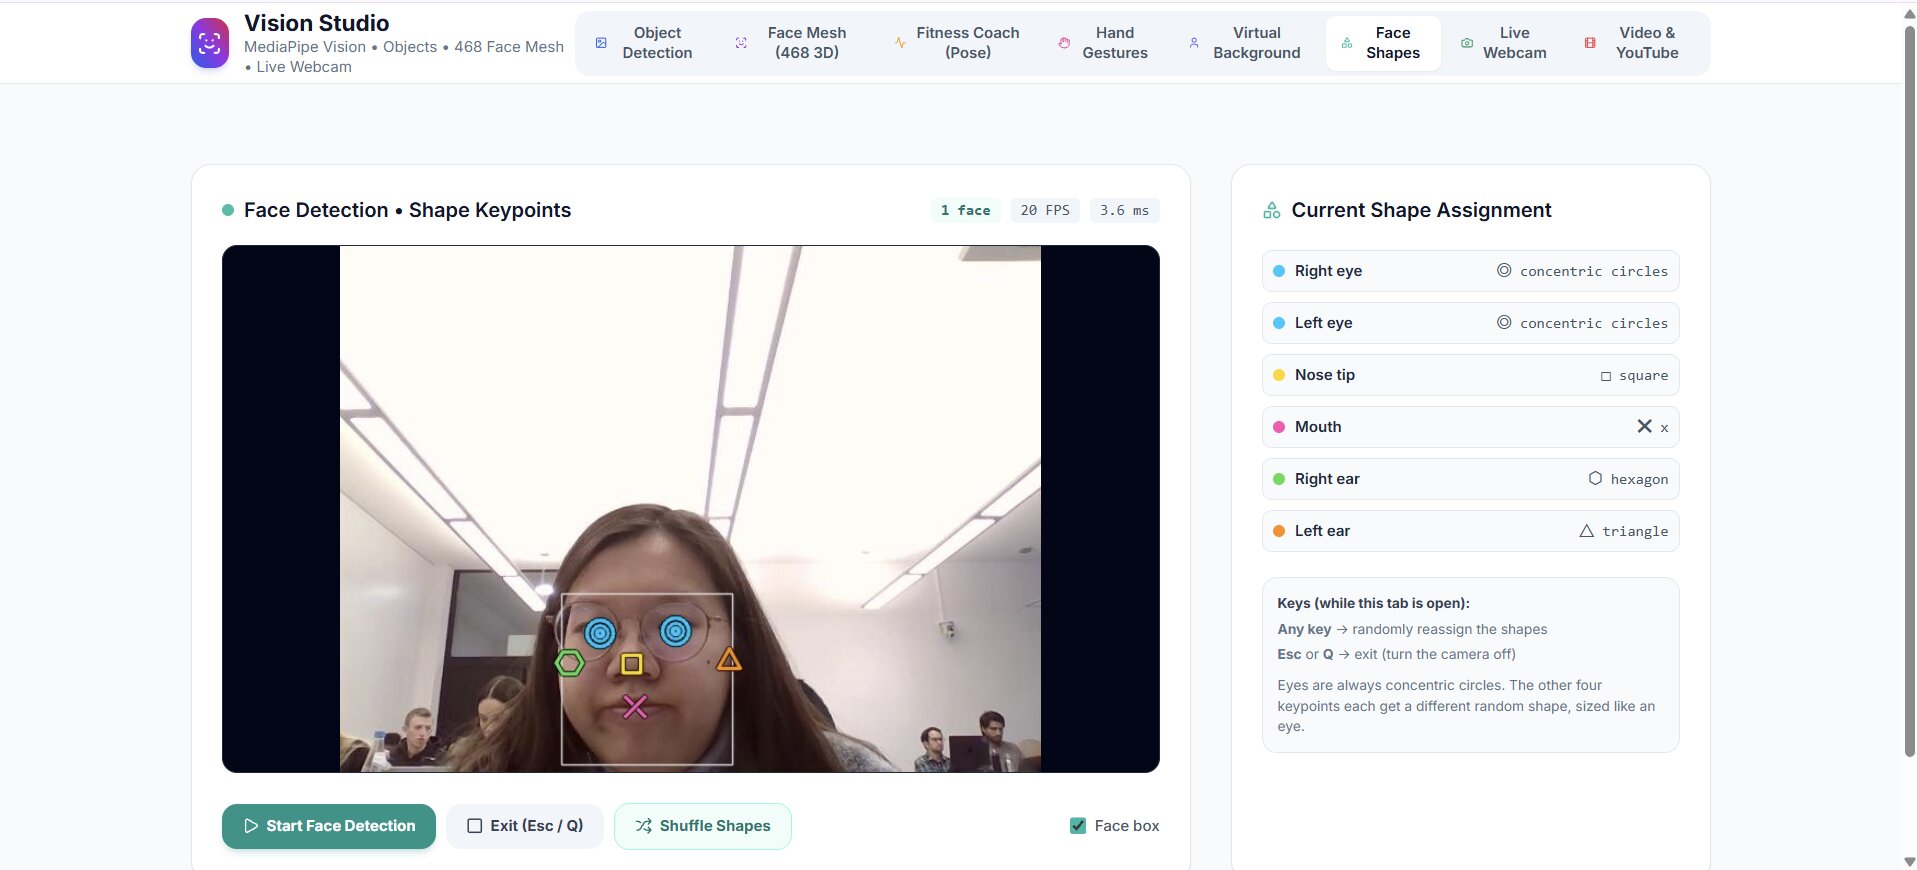 Vision Studio
MediaPipe Vision • Objects • 468 Face Mesh
• Live Webcam
Object
Detection
Face Mesh
(468 3D)
Fitness Coach
(Pose)
Hand
Gestures
Virtual
Background
Face
Shapes
Live
Webcam
Video &
YouTube
Face Detection • Shape Keypoints
1 face
20 FPS
3.6 ms
Start Face Detection
Exit (Esc / Q)
Shuffle Shapes
Face box
Current Shape Assignment
Right eye ◎ concentric circles
Left eye ◎ concentric circles
Nose tip □ square
Mouth ✕ x
Right ear ⬡ hexagon
Left ear △ triangle
Keys (while this tab is open):
Any key → randomly reassign the shapes
Esc or Q → exit (turn the camera off)
Eyes are always concentric circles. The other four
keypoints each get a different random shape, sized like an
eye.